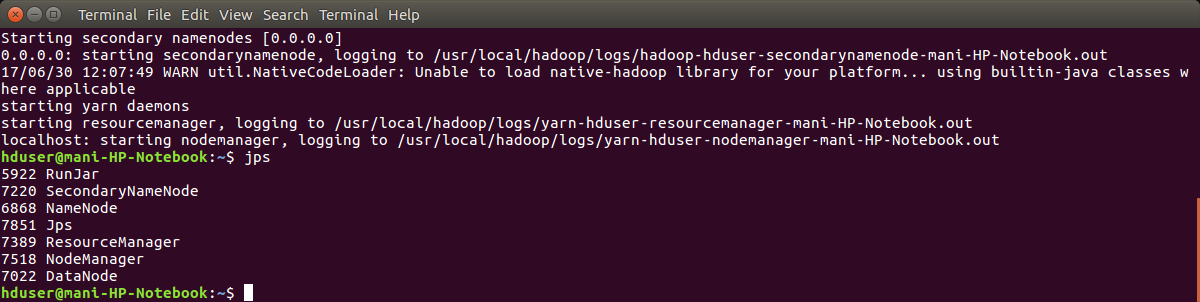 Terminal File Edit View Search Terminal Help
Starting secondary namenodes [0.0.0.0]
0.0.0.0: starting secondarynamenode, logging to /usr/local/hadoop/logs/hadoop-hduser-secondarynamenode-mani-HP-Notebook.out
17/06/30 12:07:49 WARN util.NativeCodeLoader: Unable to load native-hadoop library for your platform... using builtin-java classes w
here applicable
starting yarn daemons
starting resourcemanager, logging to /usr/local/hadoop/logs/yarn-hduser-resourcemanager-mani-HP-Notebook.out
localhost: starting nodemanager, logging to /usr/local/hadoop/logs/yarn-hduser-nodemanager-mani-HP-Notebook.out
hduser@mani-HP-Notebook:~$ jps
5922 RunJar
7220 SecondaryNameNode
6868 NameNode
7851 Jps
7389 ResourceManager
7518 NodeManager
7022 DataNode
hduser@mani-HP-Notebook:~$